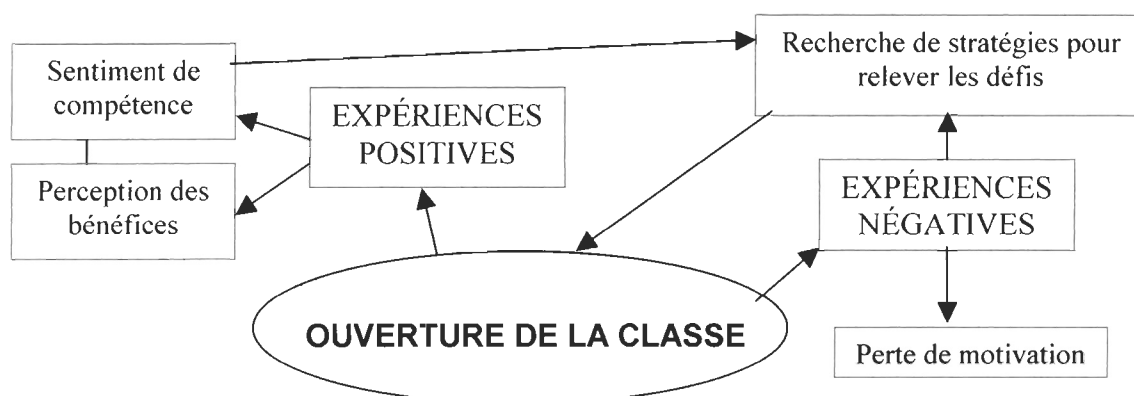 Sentiment de
compétence
Recherche de stratégies pour
relever les défis
EXPÉRIENCES
POSITIVES
Perception des
bénéfices
EXPÉRIENCES
NÉGATIVES
OUVERTURE DE LA CLASSE
Perte de motivation